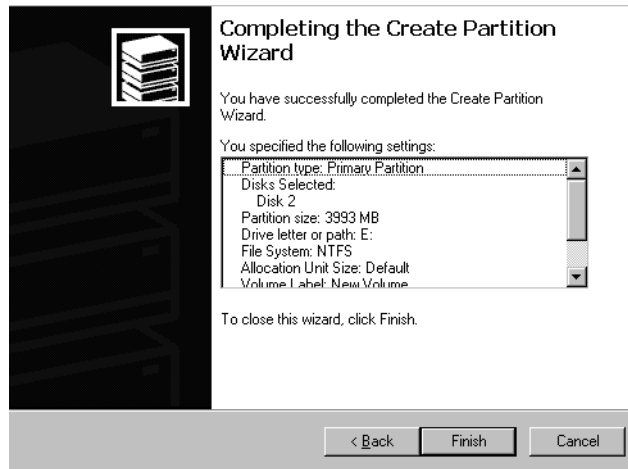 Completing the Create Partition
Wizard
You have successfully completed the Create Partition
Wizard.
You specified the following settings:
Partition type: Primary Partition
Disks Selected:
Disk 2
Partition size: 3993 MB
Drive letter or path: E:
File System: NTFS
Allocation Unit Size: Default
Volume Label: New Volume
To close this wizard, click Finish.
< Back
Finish
Cancel